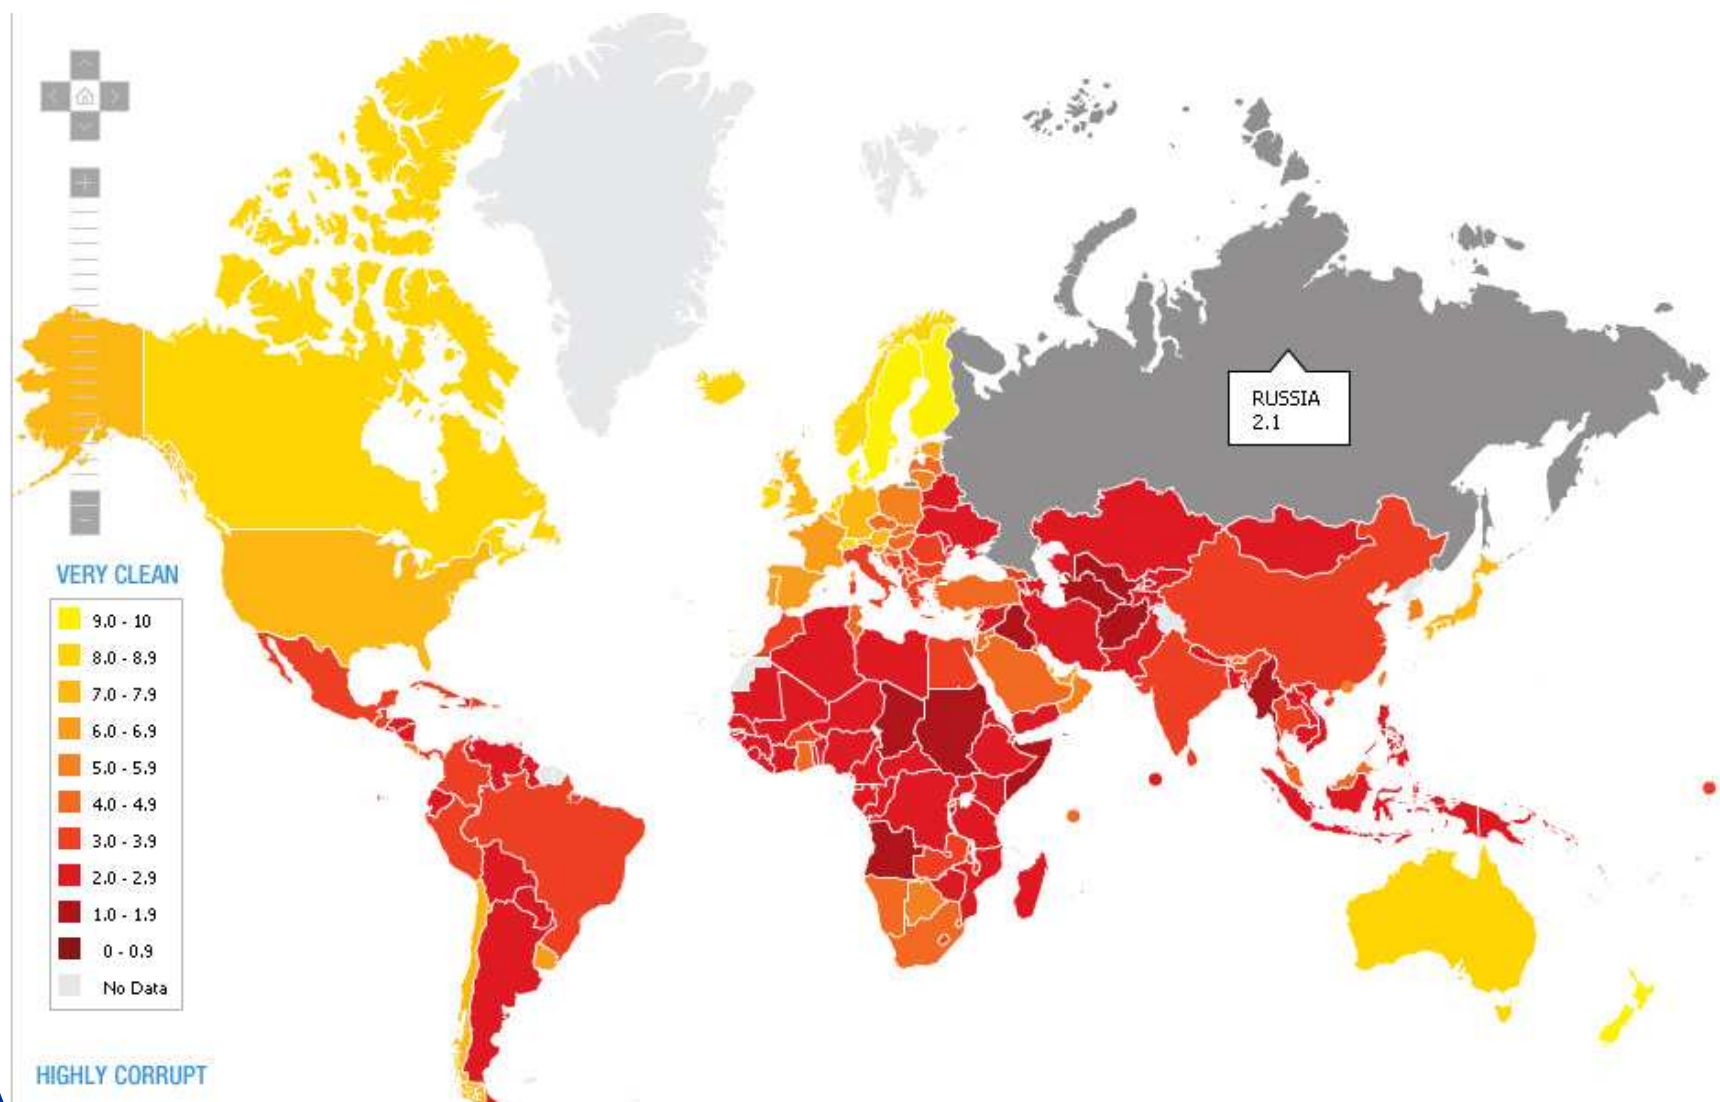 RUSSIA
2.1
VERY CLEAN
9.0 - 10
8.0 - 8.9
7.0 - 7.9
6.0 - 6.9
5.0 - 5.9
4.0 - 4.9
3.0 - 3.9
2.0 - 2.9
1.0 - 1.9
0 - 0.9
No Data
HIGHLY CORRUPT